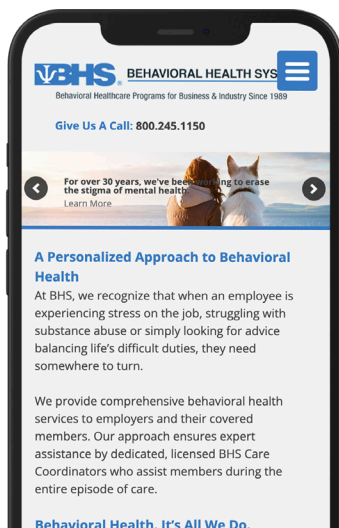 BHS® BEHAVIORAL HEALTH SYS
Behavioral Healthcare Programs for Business & Industry Since 1989
Give Us A Call: 800.245.1150
For over 30 years, we've been working to erase
the stigma of mental health.
Learn More
A Personalized Approach to Behavioral
Health
At BHS, we recognize that when an employee is
experiencing stress on the job, struggling with
substance abuse or simply looking for advice
balancing life's difficult duties, they need
somewhere to turn.
We provide comprehensive behavioral health
services to employers and their covered
members. Our approach ensures expert
assistance by dedicated, licensed BHS Care
Coordinators who assist members during the
entire episode of care.
Behavioral Health. It's All We Do.